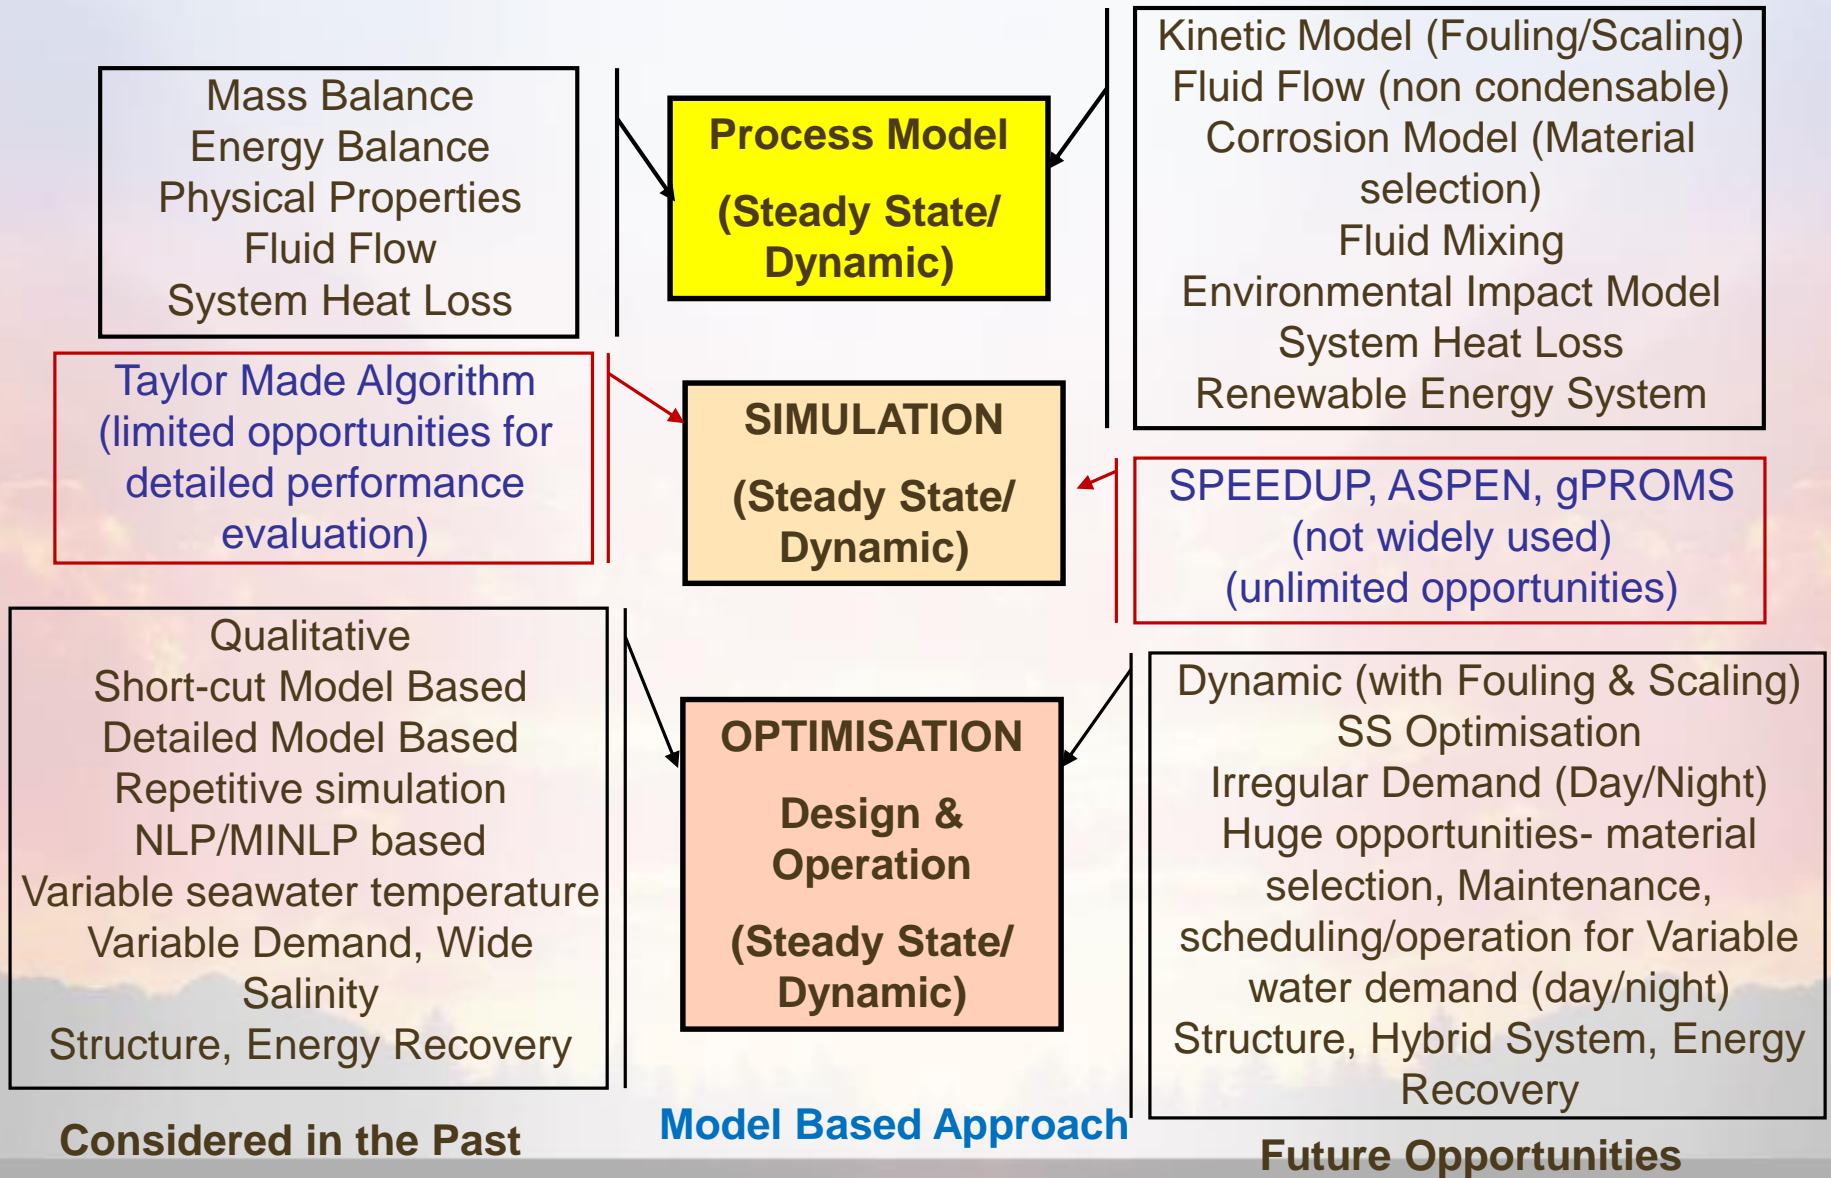 Mass Balance
Energy Balance
Physical Properties
Fluid Flow
System Heat Loss
Process Model
(Steady State/
Dynamic)
Kinetic Model (Fouling/Scaling)
Fluid Flow (non condensable)
Corrosion Model (Material
selection)
Fluid Mixing
Environmental Impact Model
System Heat Loss
Renewable Energy System
Taylor Made Algorithm
(limited opportunities for
detailed performance
evaluation)
SIMULATION
(Steady State/
Dynamic)
SPEEDUP, ASPEN, gPROMS
(not widely used)
(unlimited opportunities)
Qualitative
Short-cut Model Based
Detailed Model Based
Repetitive simulation
NLP/MINLP based
Variable seawater temperature
Variable Demand, Wide
Salinity
Structure, Energy Recovery
OPTIMISATION
Design &
Operation
(Steady State/
Dynamic)
Dynamic (with Fouling & Scaling)
SS Optimisation
Irregular Demand (Day/Night)
Huge opportunities- material
selection, Maintenance,
scheduling/operation for Variable
water demand (day/night)
Structure, Hybrid System, Energy
Recovery
Considered in the Past
Model Based Approach
Future Opportunities